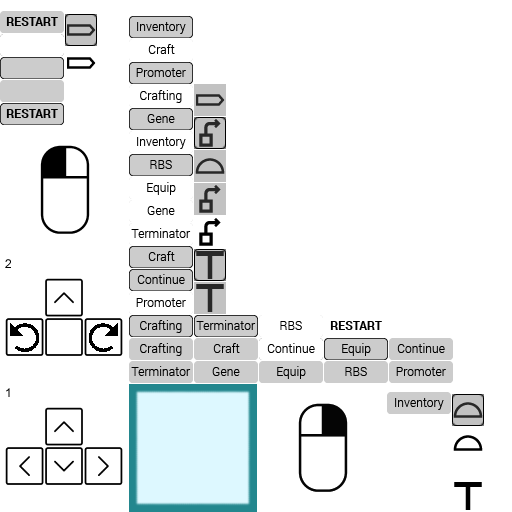 RESTART
Inventory
Craft
Promoter
Crafting
RESTART
Gene
Inventory
RBS
Equip
Gene
Terminator
Craft
2
Continue
Promoter
Crafting Terminator RBS RESTART
Crafting Craft Continue Equip Continue
Terminator Gene Equip RBS Promoter
1
Inventory